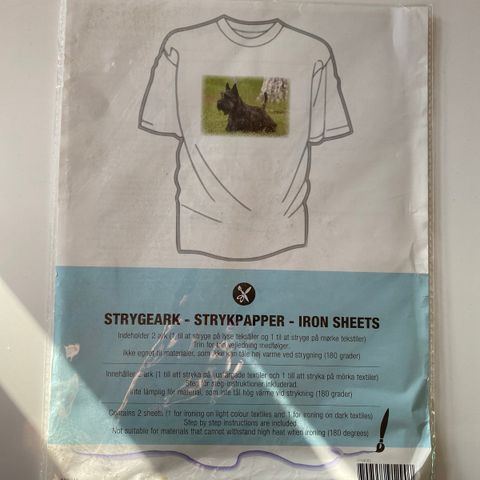 STRYGEARK - STRYKPAPPER - IRON SHEETS
Indeholder 2 ark (1 til at stryge på lyse tekstiler og 1 til at stryge på mørke tekstiler)
Trin for trin vejledning medfølger.
Ikke egnet til materialer, som ikke kan tåle høj varme ved strygning (180 grader)
Innehåller 2 ark (1 till att stryka på ljusfärgade textiler och 1 till att stryka på mörka textiler)
Steg för steg-instruktioner inkluderad.
Inte lämplig för material, som inte tål hög värme vid strykning (180 grader)
Contains 2 sheets (1 for ironing on light colour textiles and 1 for ironing on dark textiles)
Step by step instructions are included.
Not suitable for materials that cannot withstand high heat when ironing (180 degrees)